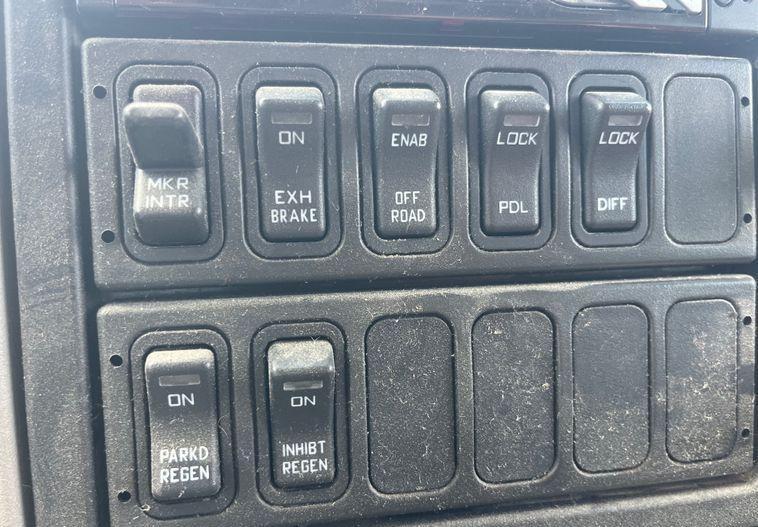 MKR
INTR
ON
EXH
BRAKE
ENAB
OFF
ROAD
LOCK
PDL
LOCK
DIFF
ON
PARKD
REGEN
ON
INHIBT
REGEN